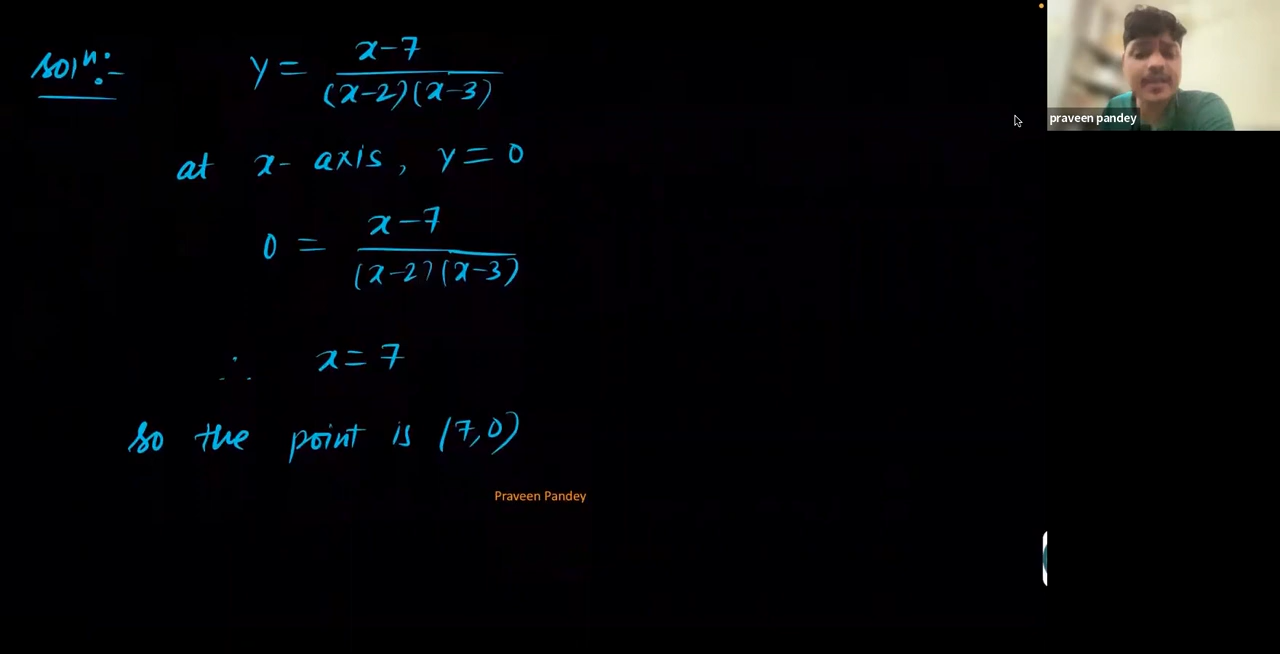 Soln:-
y = x-7 / (x-2)(x-3)
at x-axis, y = 0
0 = x-7 / (x-2)(x-3)
∴ x = 7
so the point is (7,0)
Praveen Pandey
praveen pandey